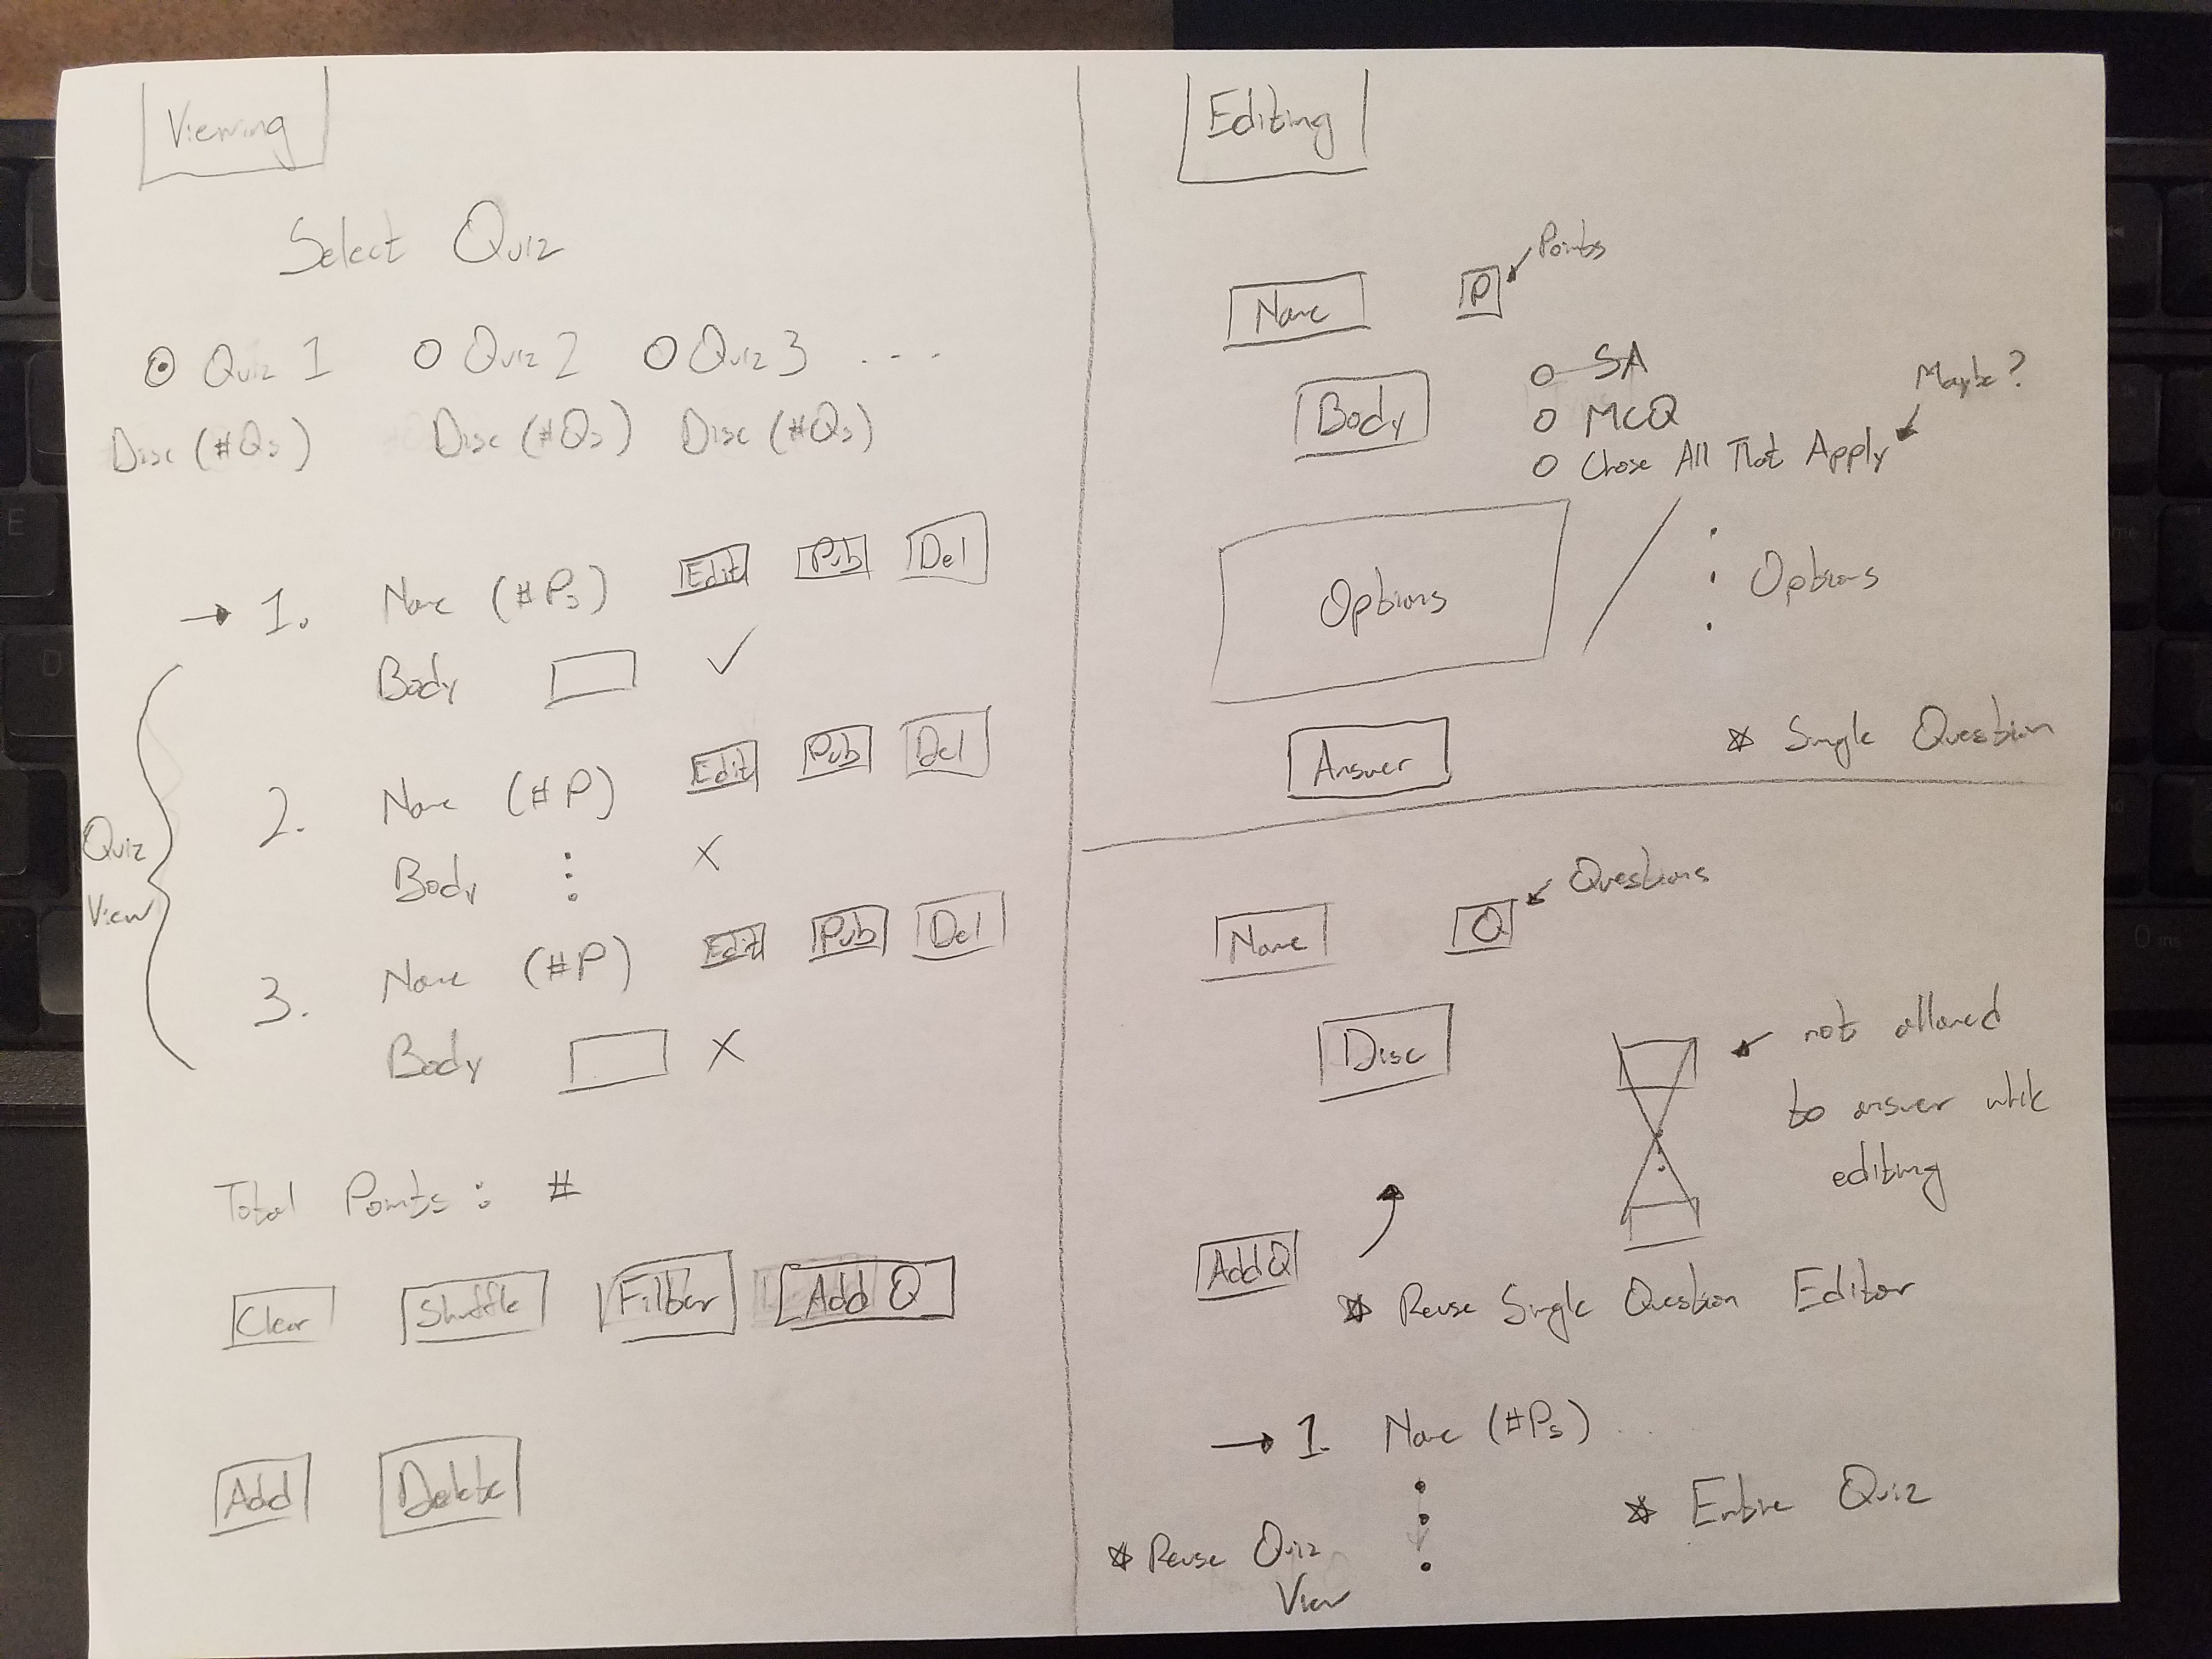 Viewing
Select Quiz
Quiz 1 Quiz 2 Quiz 3 ...
Disc (#Qs) Disc (#Qs) Disc (#Qs)
→ 1. Name (#Ps) Edit Pub Del
Body ✓
Quiz
View
2. Name (#P) Edit Pub Del
Body ⋮ X
3. Name (#P) Edit Pub Del
Body X
Total Points: #
Clear Shuffle Filter Add Q
Add Delete
Editing
Name P ← Points
Body
O SA
O MCQ
O Chose All That Apply ← Maybe?
Options / ⋮ Options
Answer
* Single Question
Name Q ← Questions
Disc
← not allowed
to answer while
editing
Add Q
* Reuse Single Question Editor
→ 1. Name (#Ps)
⋮
* Reuse Quiz
View
* Entire Quiz
E
D